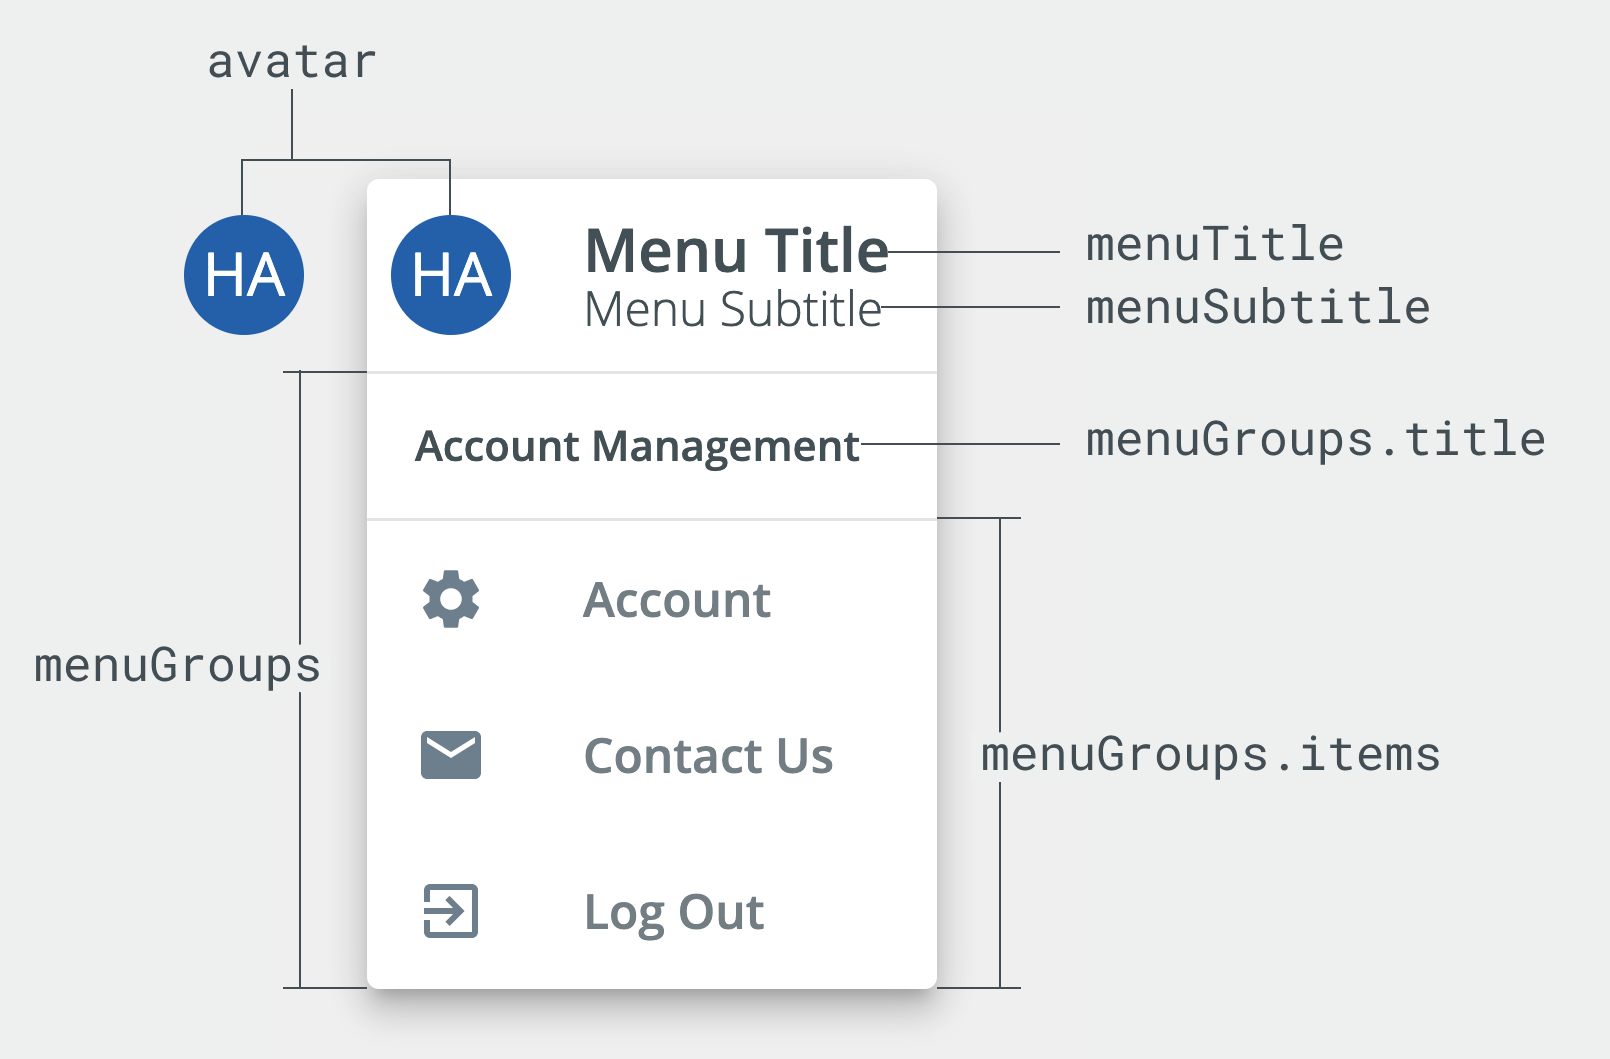 avatar
HA
HA
Menu Title
menuTitle
Menu Subtitle
menuSubtitle
Account Management
menuGroups.title
Account
menuGroups
Contact Us
menuGroups.items
Log Out